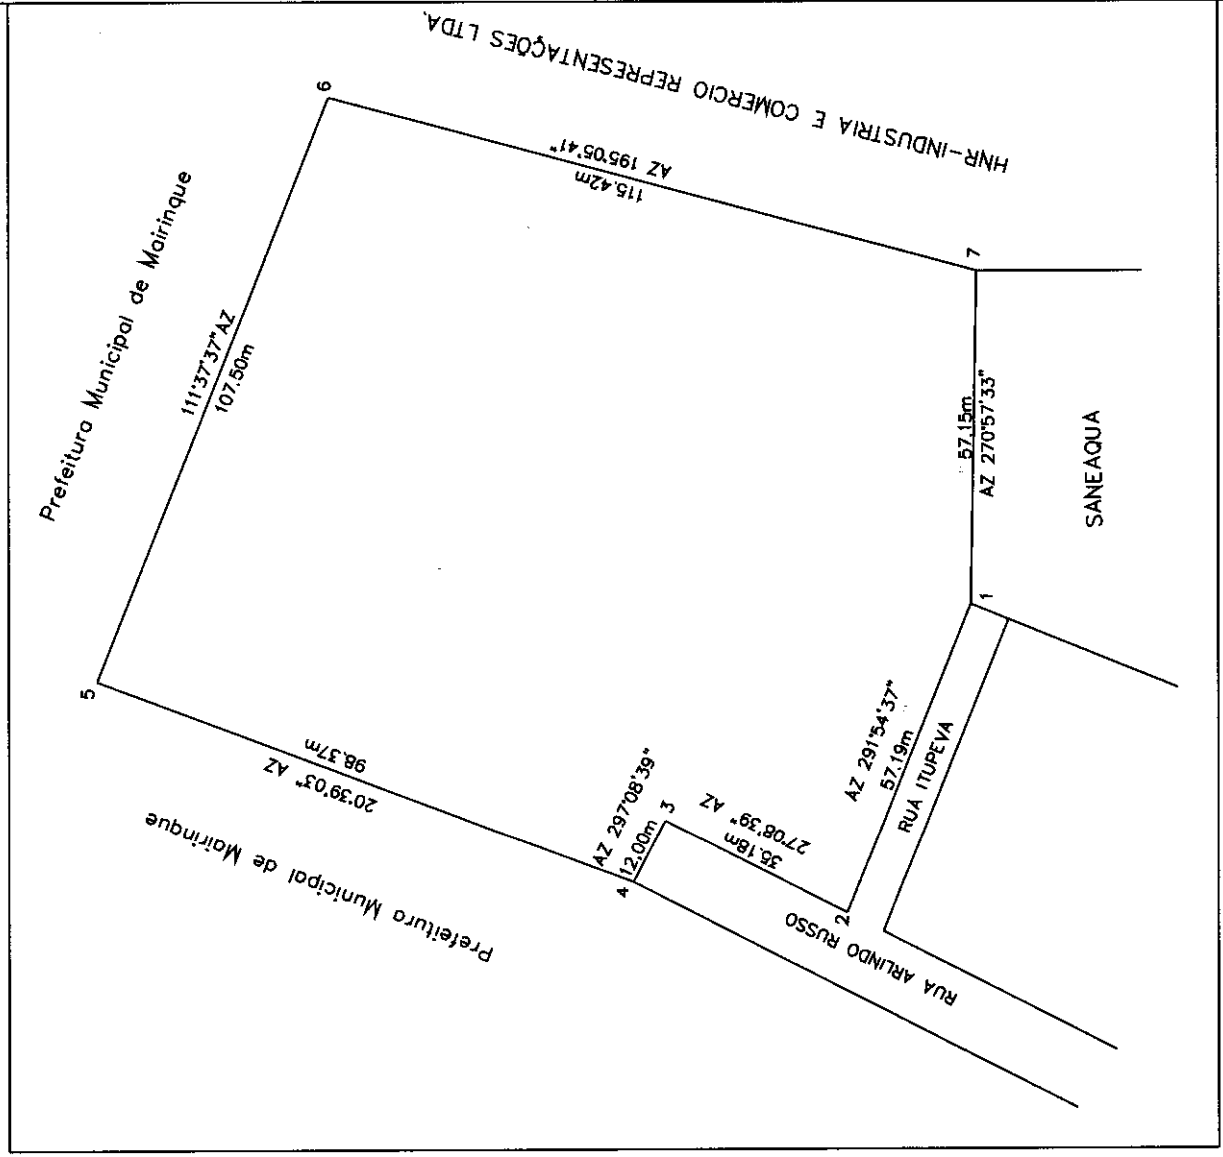 HNR-INDUSTRIA E COMERCIO REPRESENTAÇÕES LTDA.
6
Prefeitura Municipal de Mairinque
111°37'37" AZ
107.50m
AZ 195°05'41"
115.42m
7
5
57.15m
AZ 270°57'33"
SANEAQUA
1
20°39'03" AZ
98.37m
Prefeitura Municipal de Mairinque
AZ 297°08'39"
12.00m
3
4
27°08'39" AZ
35.18m
AZ 291°54'37"
57.19m
RUA ITUPEVA
2
RUA ARLINDO RUSSO